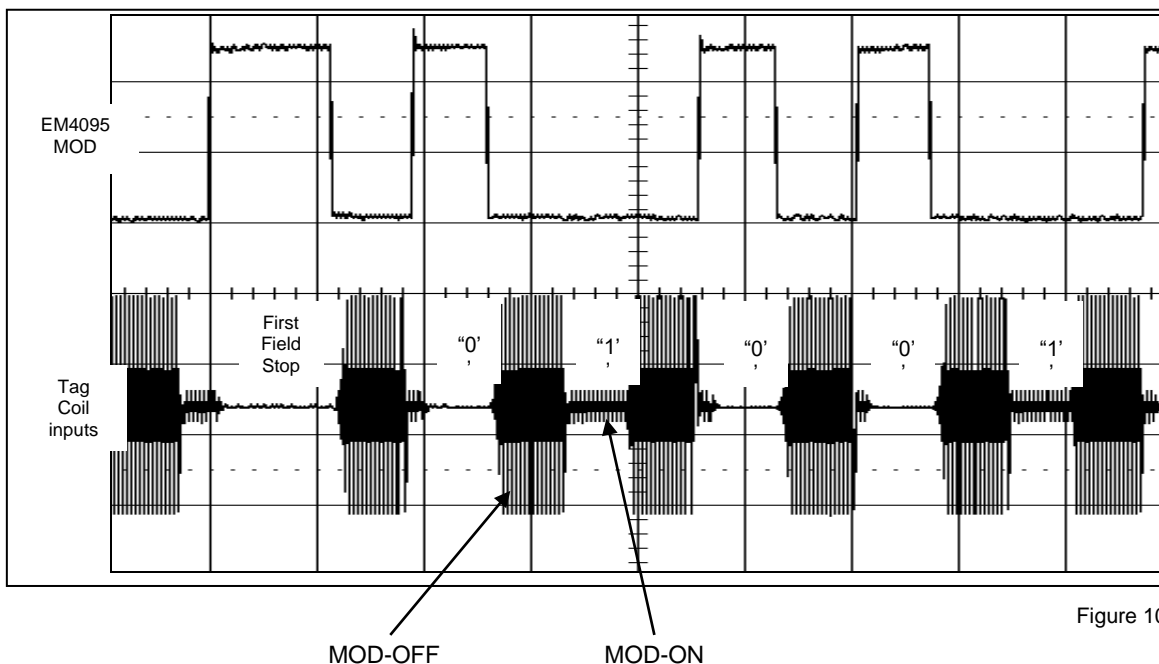 EM4095
MOD
First
Field
Stop
"0'
'
"1'
'
"0'
'
"0'
'
"1'
'
Tag
Coil
inputs
Figure 10
MOD-OFF
MOD-ON